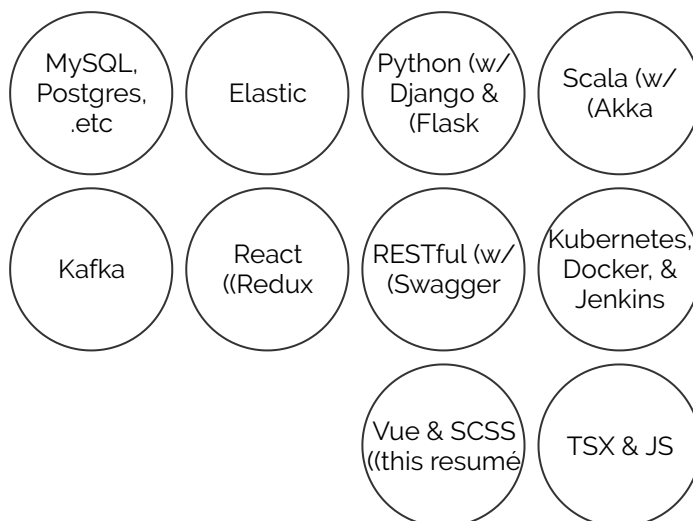 MySQL,
Postgres,
.etc
Elastic
Python (w/
Django &
(Flask
Scala (w/
(Akka
Kafka
React
((Redux
RESTful (w/
(Swagger
Kubernetes,
Docker, &
Jenkins
Vue & SCSS
((this resumé
TSX & JS